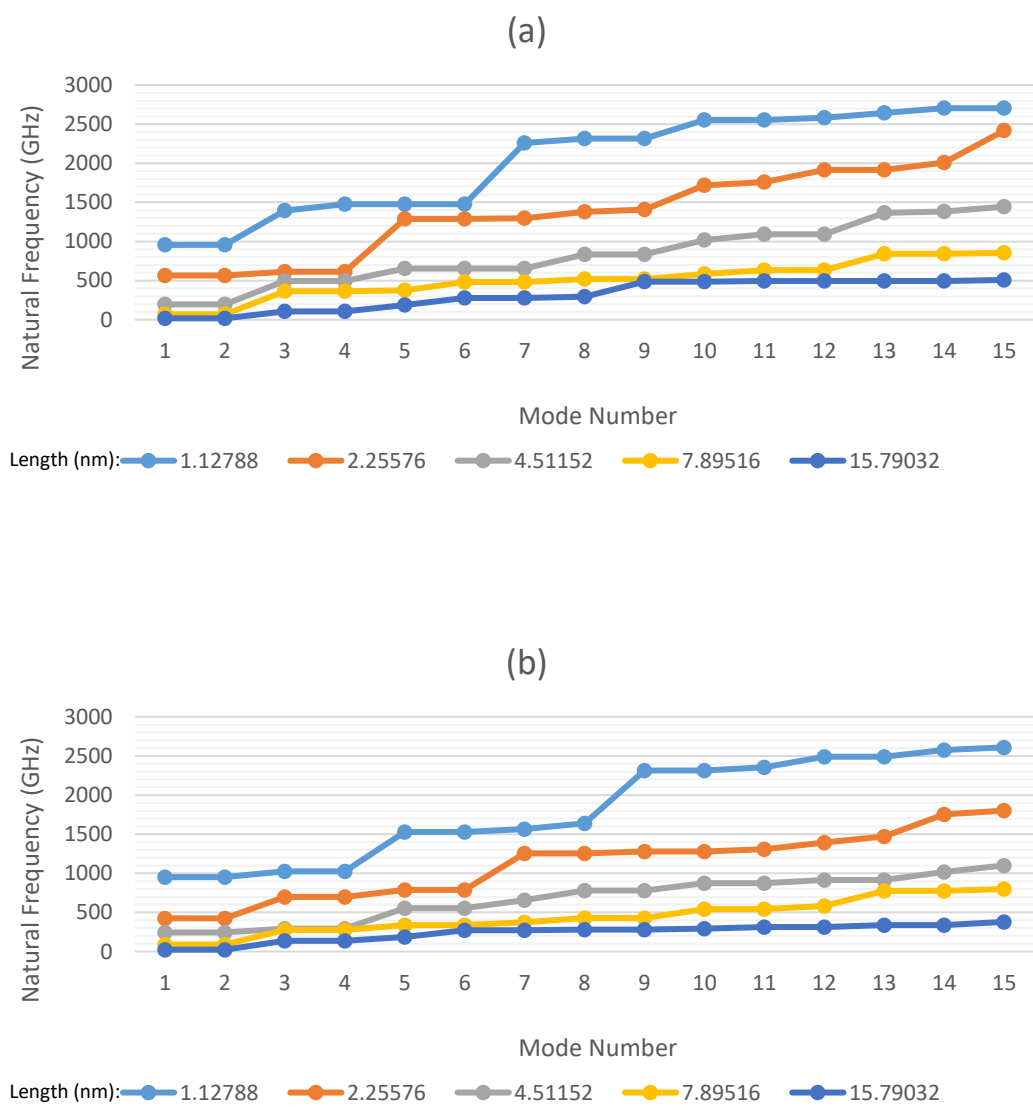 (a)
3000
2500
2000
1500
1000
500
0
Natural Frequency (GHz)
1 2 3 4 5 6 7 8 9 10 11 12 13 14 15
Mode Number
Length (nm): 1.12788 2.25576 4.51152 7.89516 15.79032
(b)
3000
2500
2000
1500
1000
500
0
Natural Frequency (GHz)
1 2 3 4 5 6 7 8 9 10 11 12 13 14 15
Mode Number
Length (nm): 1.12788 2.25576 4.51152 7.89516 15.79032